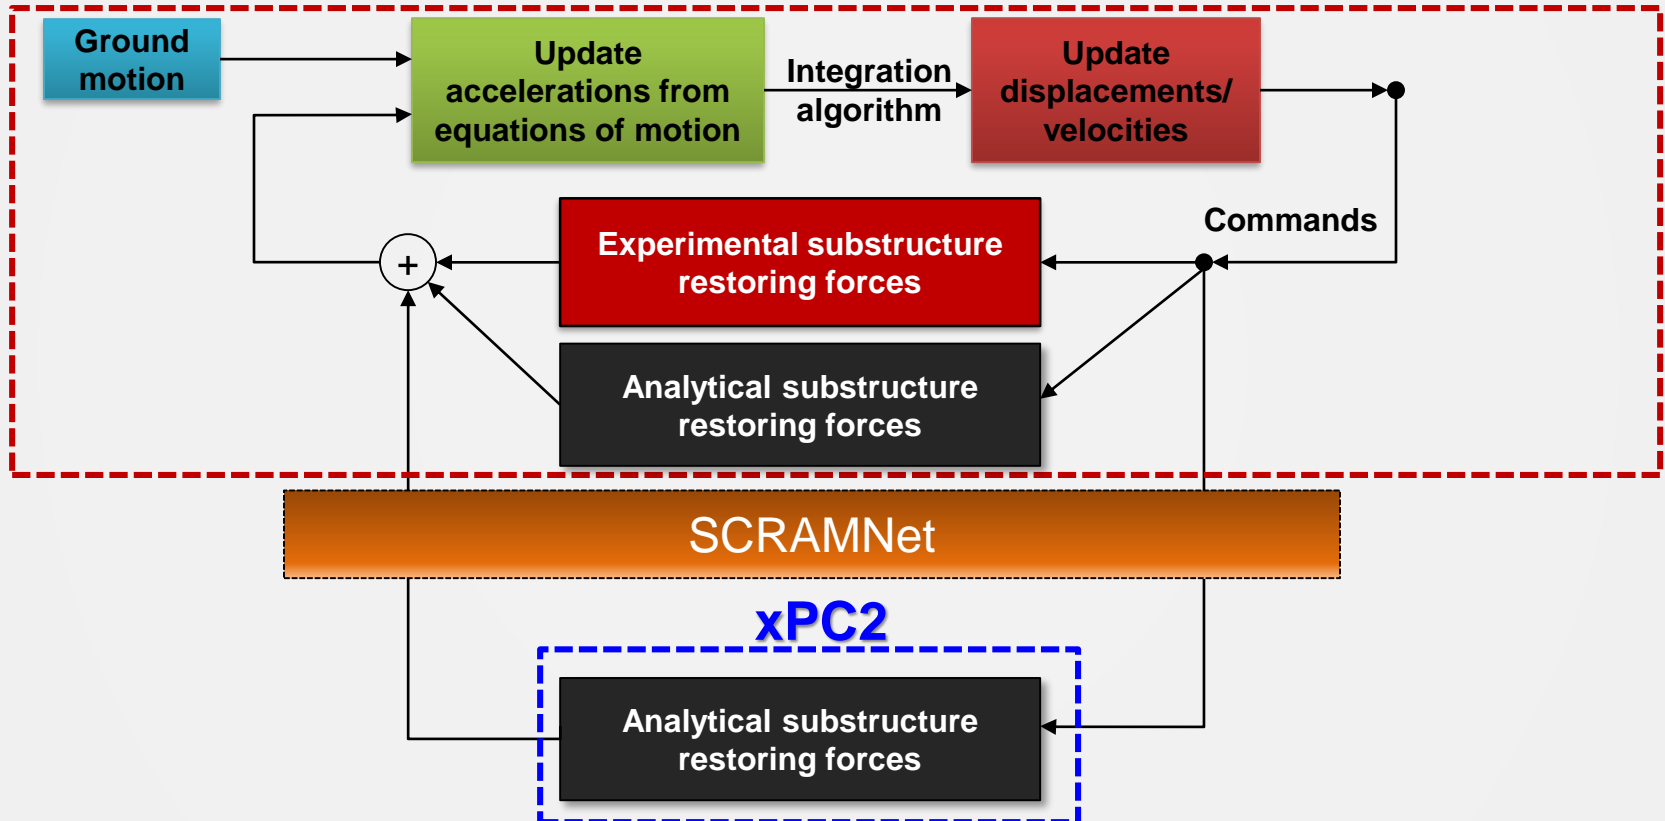 Ground
motion
Update
accelerations from
equations of motion
Integration
algorithm
Update
displacements/
velocities
Commands
Experimental substructure
restoring forces
+
Analytical substructure
restoring forces
SCRAMNet
xPC2
Analytical substructure
restoring forces